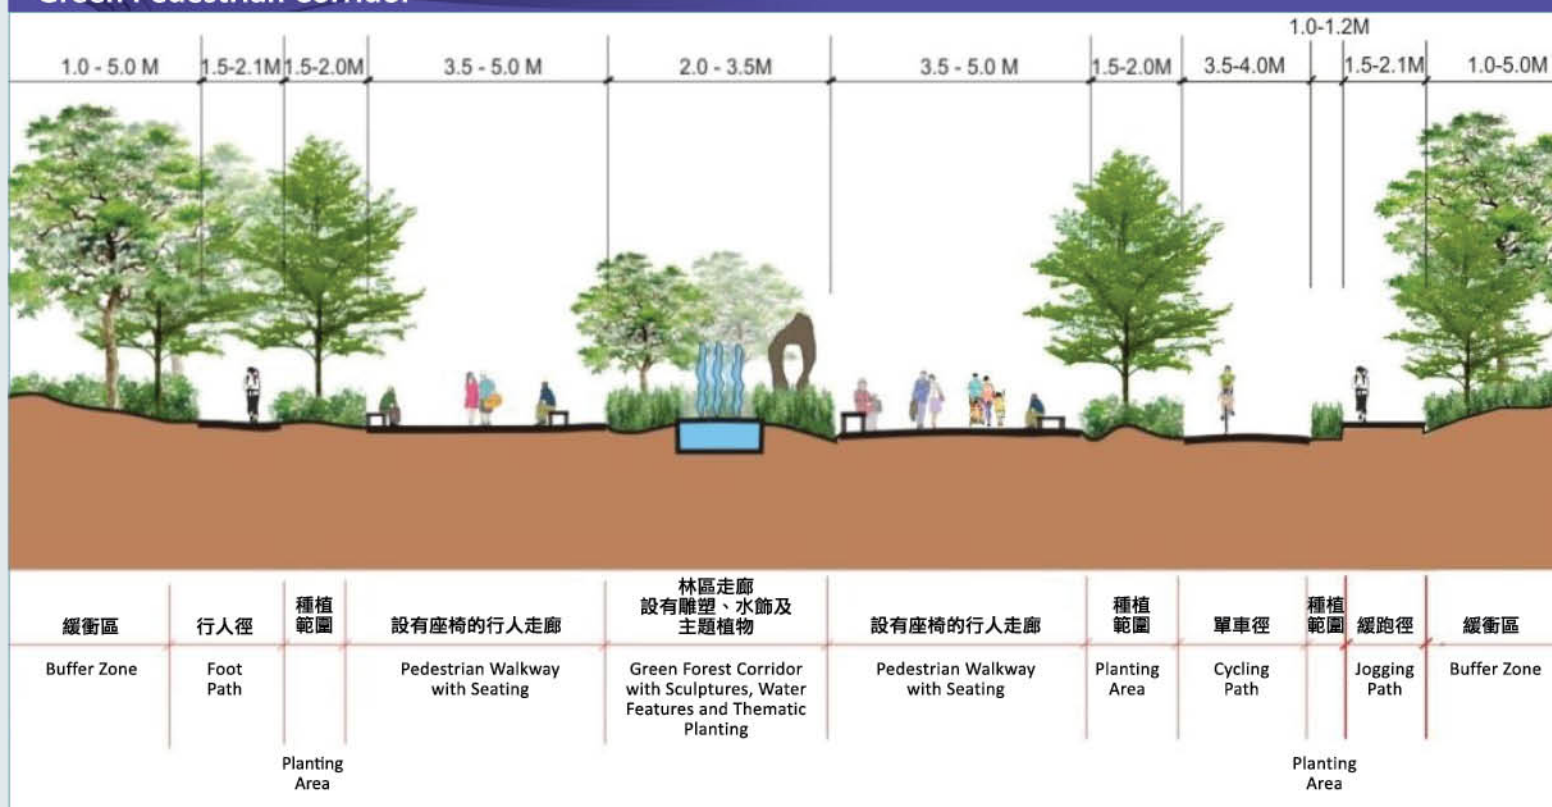 Green Pedestrian Corridor
1.0-1.2M
1.0 - 5.0 M
1.5-2.1M
1.5-2.0M
3.5 - 5.0 M
2.0 - 3.5M
3.5 - 5.0 M
1.5-2.0M
3.5-4.0M
1.5-2.1M
1.0-5.0M
緩衝區
行人徑
種植
範圍
設有座椅的行人走廊
林區走廊
設有雕塑、水飾及
主題植物
設有座椅的行人走廊
種植
範圍
單車徑
種植
範圍
緩跑徑
緩衝區
Buffer Zone
Foot
Path
Planting
Area
Pedestrian Walkway
with Seating
Green Forest Corridor
with Sculptures, Water
Features and Thematic
Planting
Pedestrian Walkway
with Seating
Planting
Area
Cycling
Path
Planting
Area
Jogging
Path
Buffer Zone